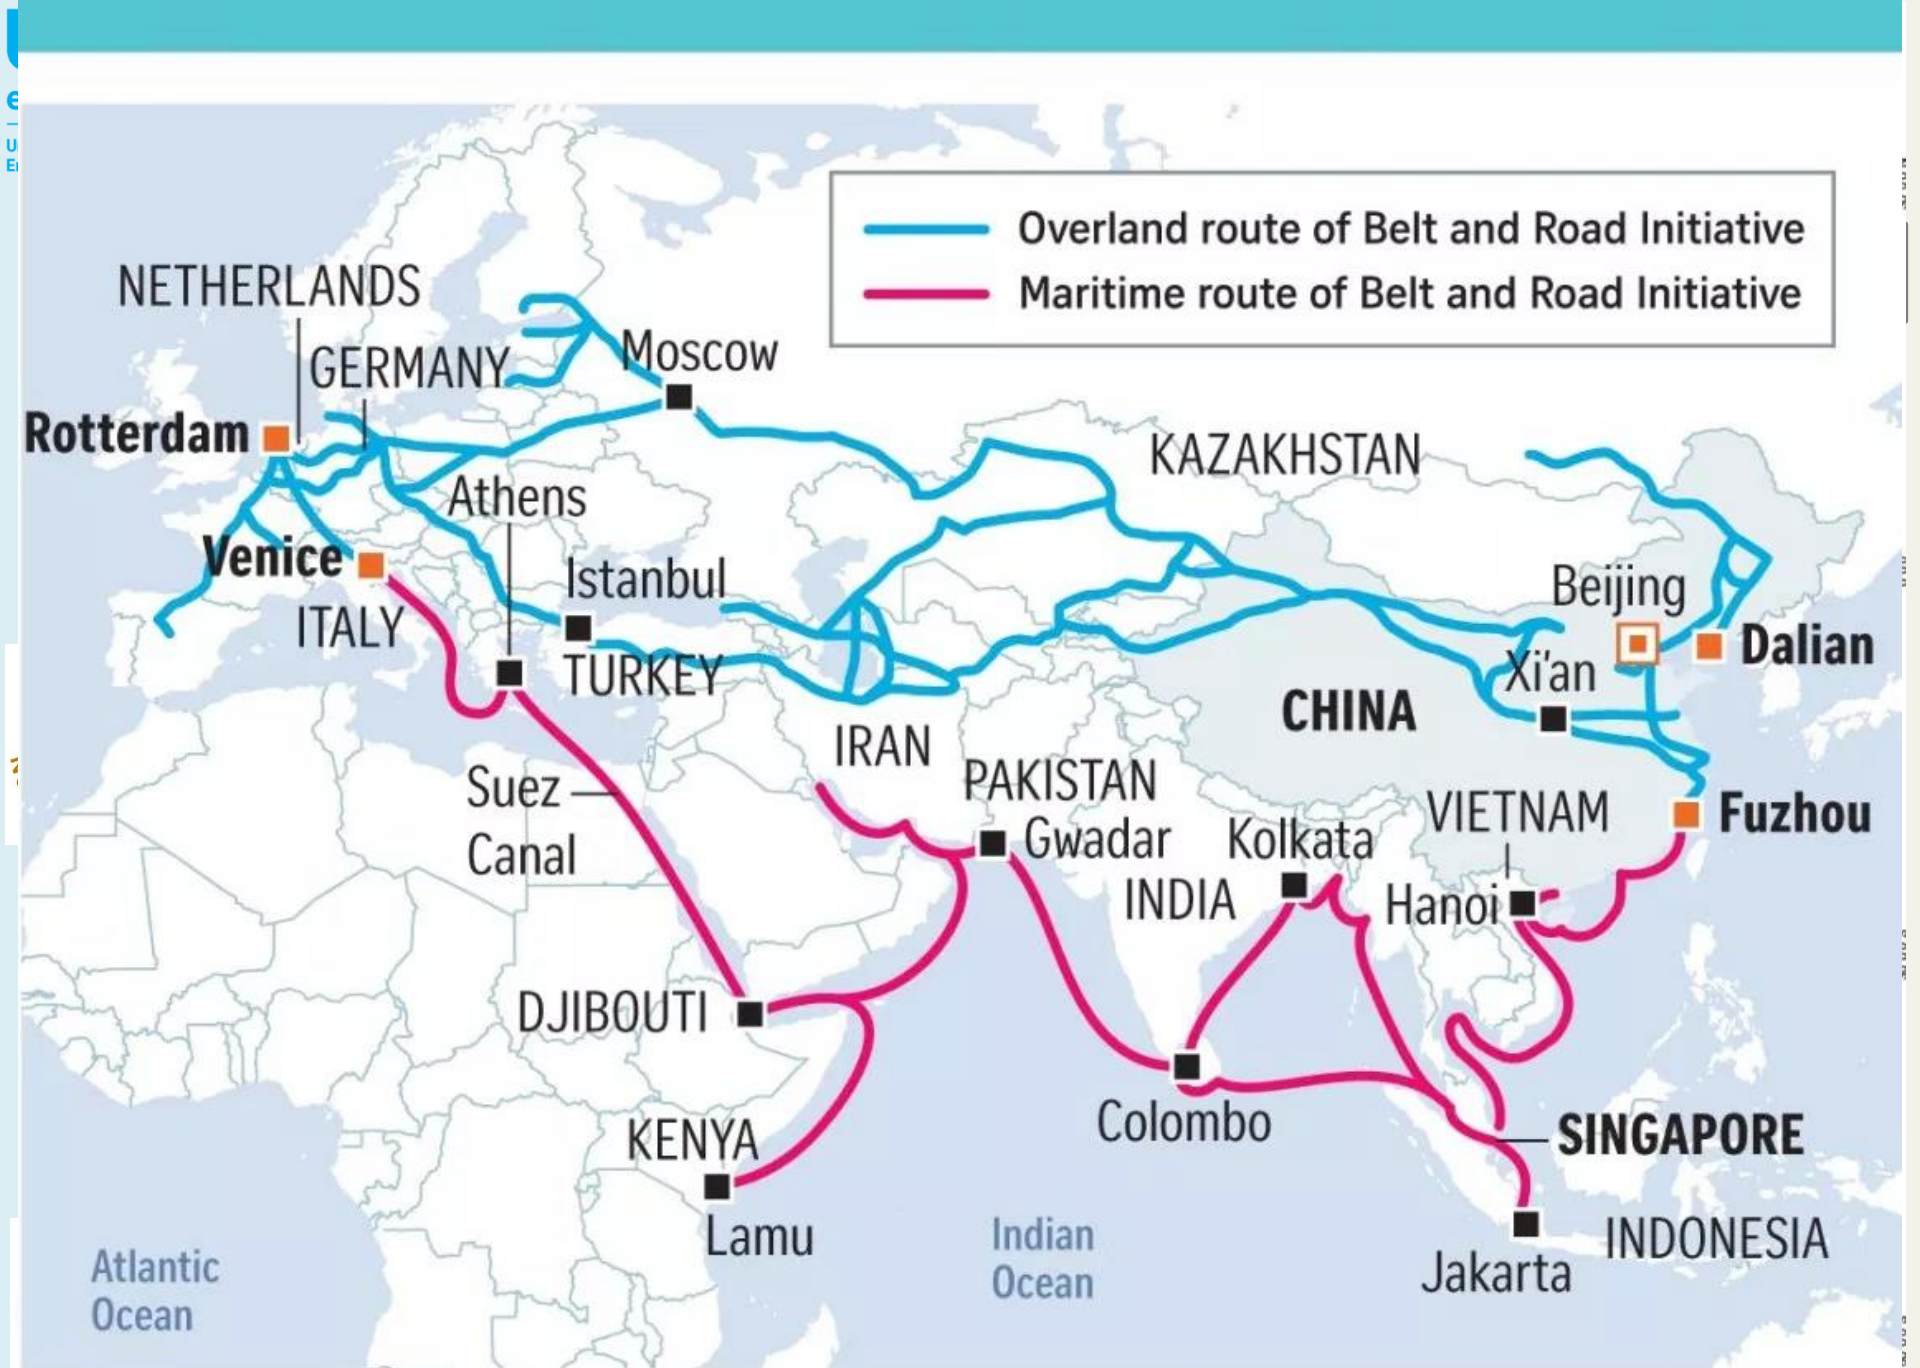 Overland route of Belt and Road Initiative
Maritime route of Belt and Road Initiative
NETHERLANDS
GERMANY
Moscow
Rotterdam
KAZAKHSTAN
Athens
Venice
Istanbul
Beijing
ITALY
TURKEY
Dalian
Xi'an
CHINA
IRAN
Suez
Canal
PAKISTAN
Gwadar
Kolkata
VIETNAM
Fuzhou
INDIA
Hanoi
DJIBOUTI
Colombo
KENYA
SINGAPORE
Lamu
Indian
Ocean
INDONESIA
Jakarta
Atlantic
Ocean